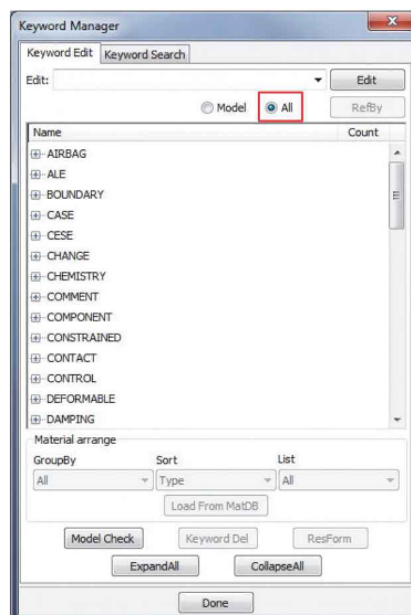 Keyword Manager
Keyword Edit Keyword Search
Edit: Edit
Model All RefBy
Name Count
AIRBAG
ALE
BOUNDARY
CASE
CESE
CHANGE
CHEMISTRY
COMMENT
COMPONENT
CONSTRAINED
CONTACT
CONTROL
DEFORMABLE
DAMPING
Material arrange
GroupBy Sort List
All Type All
Load From MatDB
Model Check Keyword Del ResForm
ExpandAll CollapseAll
Done